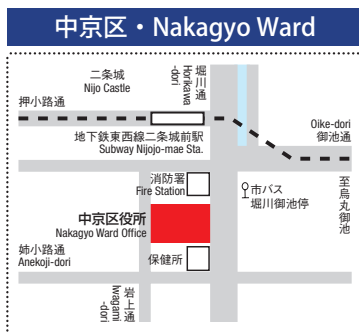 中京区・Nakagyo Ward
二条城
Nijo Castle
堀川通
Horikawa
-dori
押小路通
Oike-dori
御池通
地下鉄東西線二条城前駅
Subway Nijojo-mae Sta.
消防署
Fire Station
市バス
堀川御池停
至烏丸御池
中京区役所
Nakagyo Ward Office
姉小路通
Anekoji-dori
保健所
岩上通
Iwagami
-dori